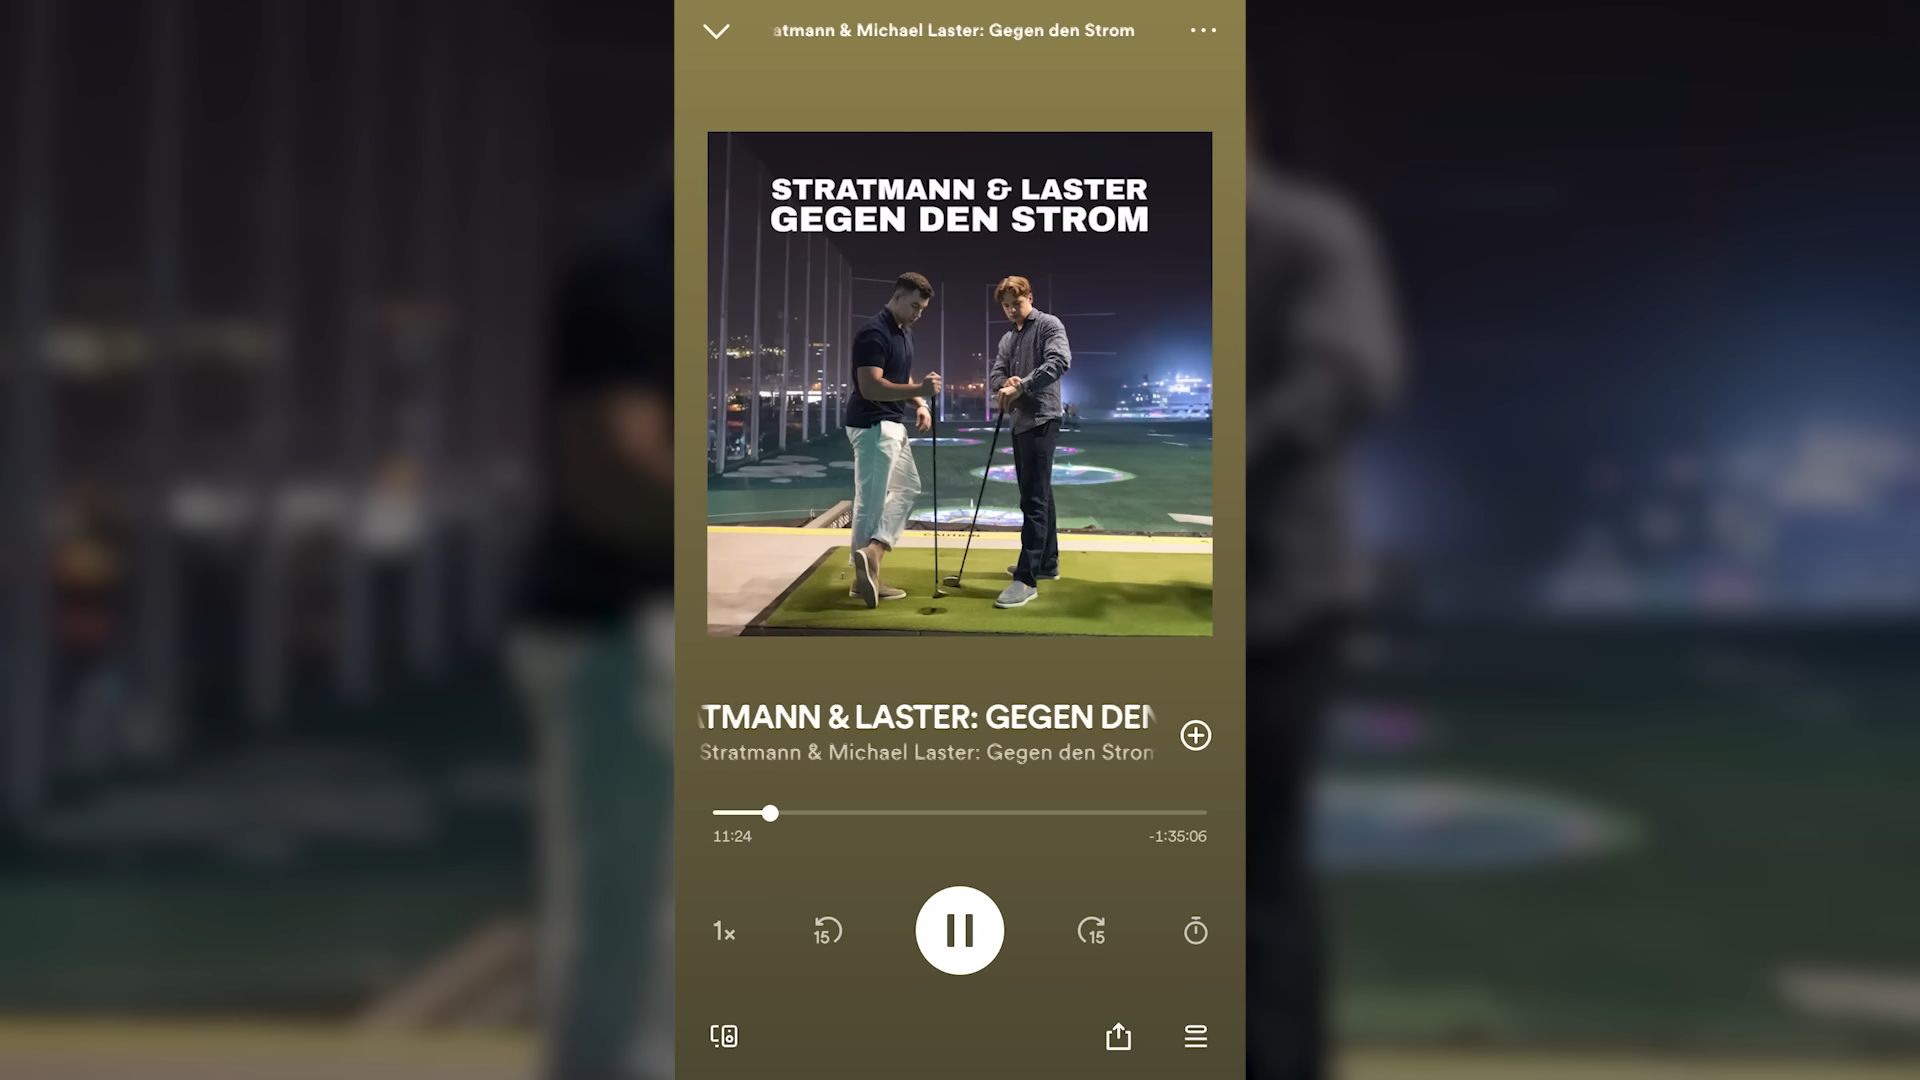 atmann & Michael Laster: Gegen den Strom
STRATMANN & LASTER
GEGEN DEN STROM
CAUTION
TMANN & LASTER: GEGEN DEN
Stratmann & Michael Laster: Gegen den Strom
11:24
-1:35:06
1x
15
15